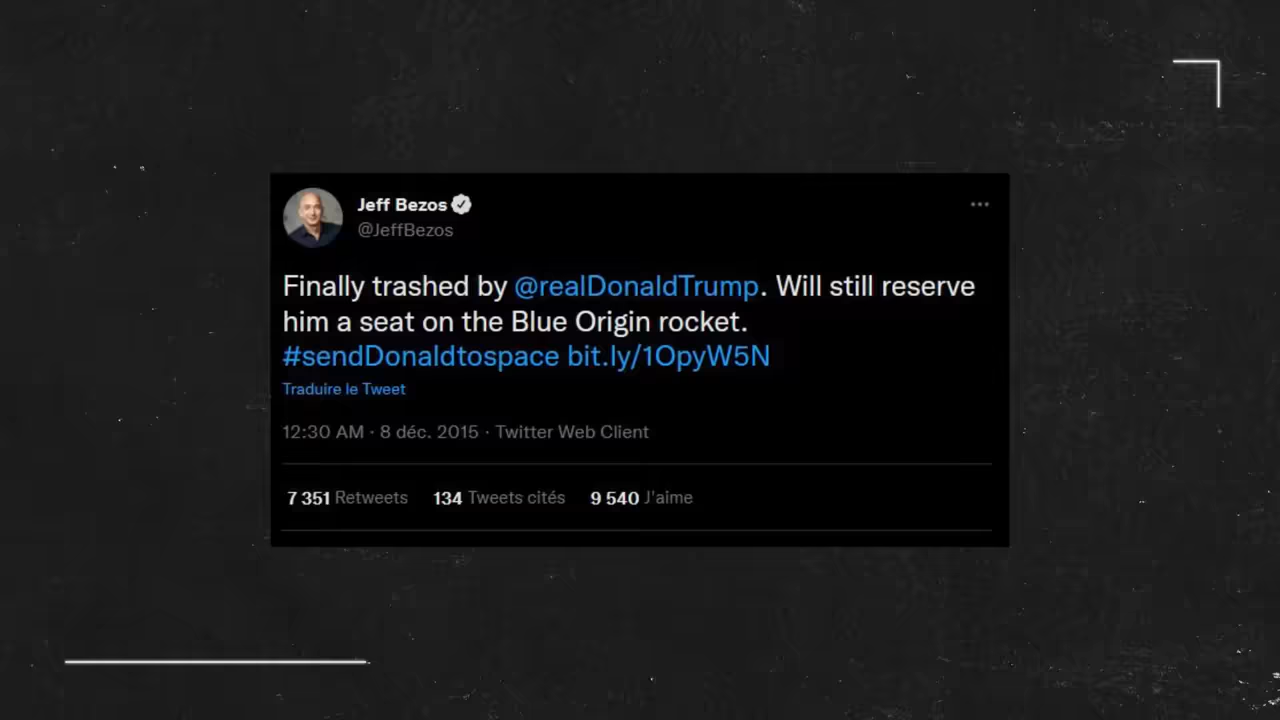 Jeff Bezos
@JeffBezos
Finally trashed by @realDonaldTrump. Will still reserve
him a seat on the Blue Origin rocket.
#sendDonaldtospace bit.ly/1OpyW5N
Traduire le Tweet
12:30 AM · 8 déc. 2015 · Twitter Web Client
7 351 Retweets 134 Tweets cités 9 540 J'aime